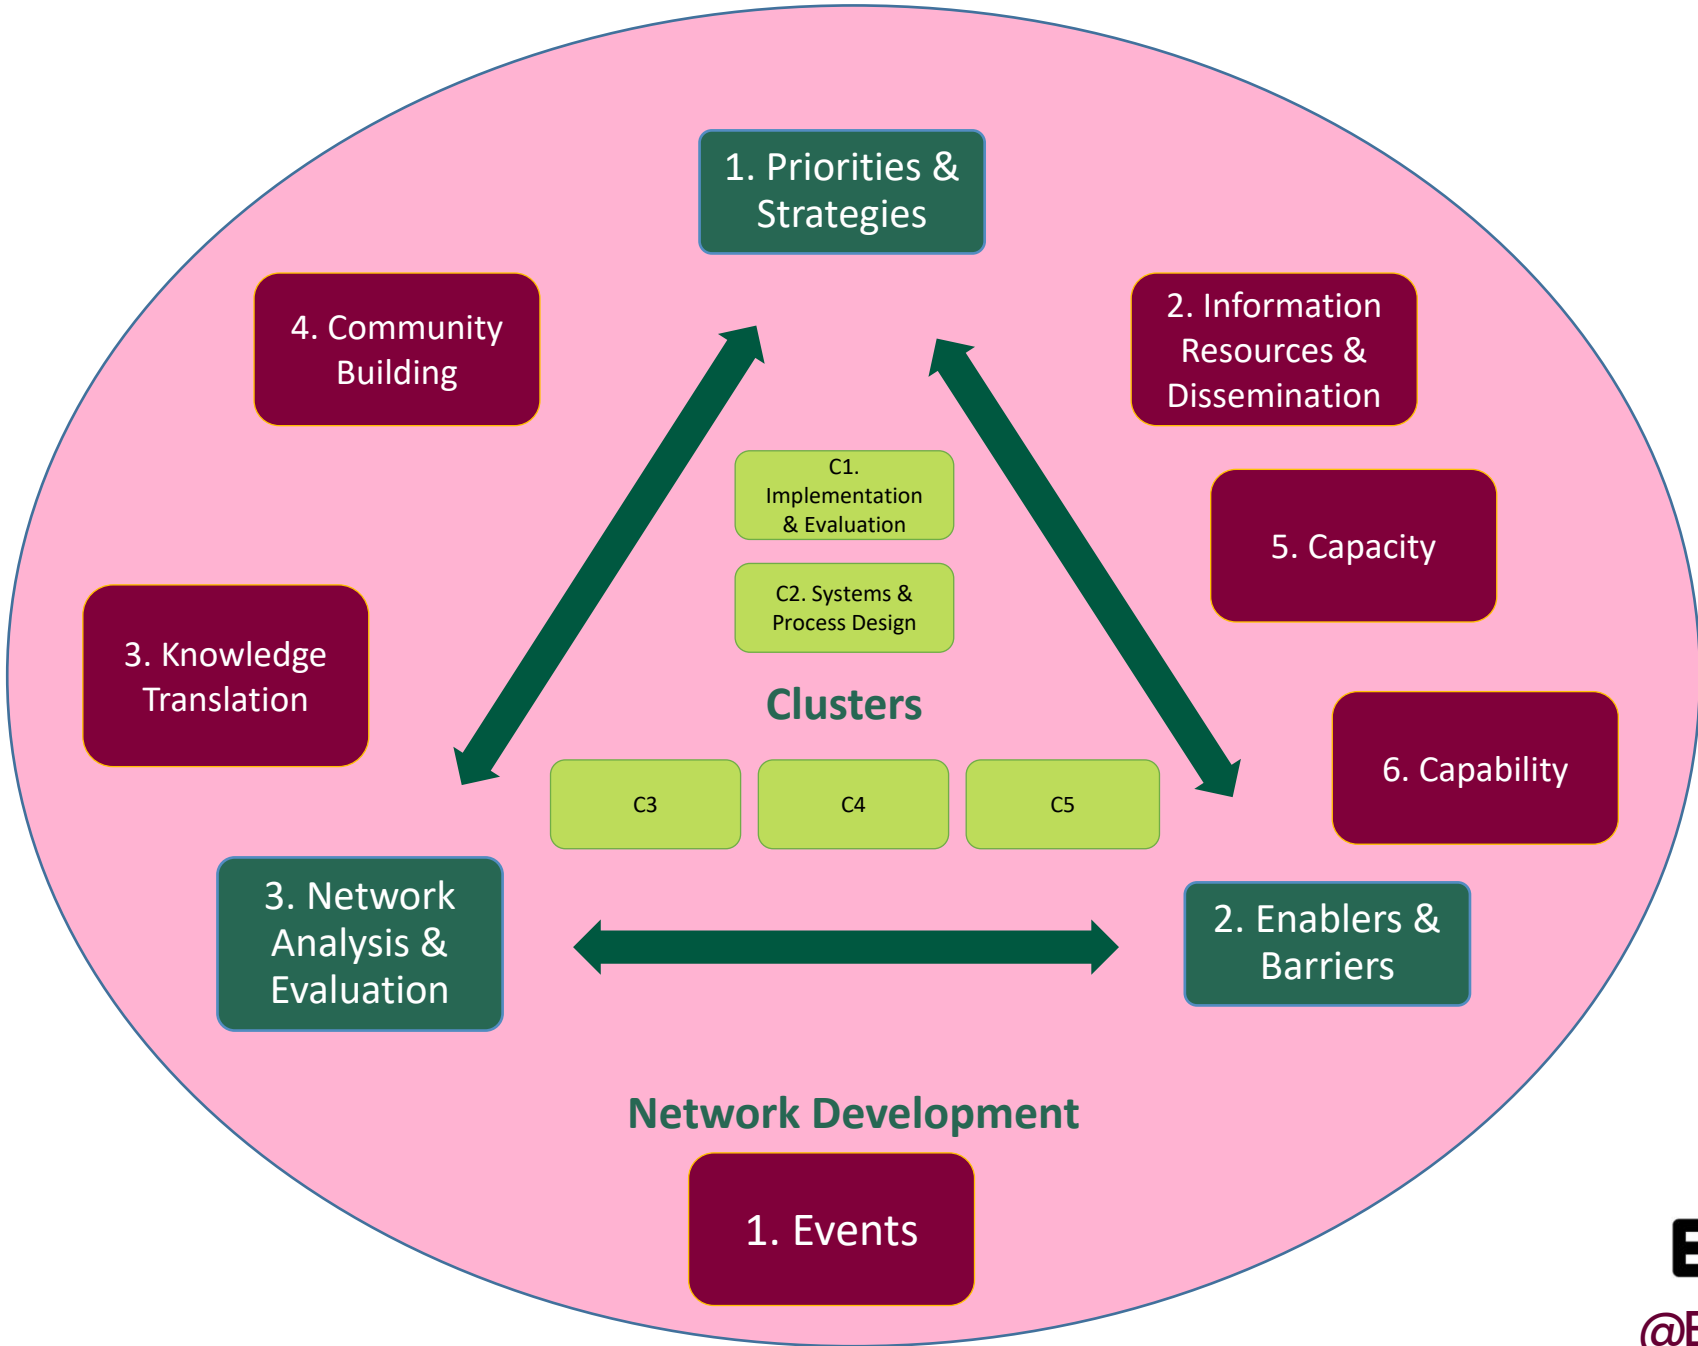 1. Priorities &
Strategies
4. Community
Building
2. Information
Resources &
Dissemination
C1.
Implementation
& Evaluation
5. Capacity
C2. Systems &
Process Design
3. Knowledge
Translation
Clusters
6. Capability
C3
C4
C5
3. Network
Analysis &
Evaluation
2. Enablers &
Barriers
Network Development
1. Events